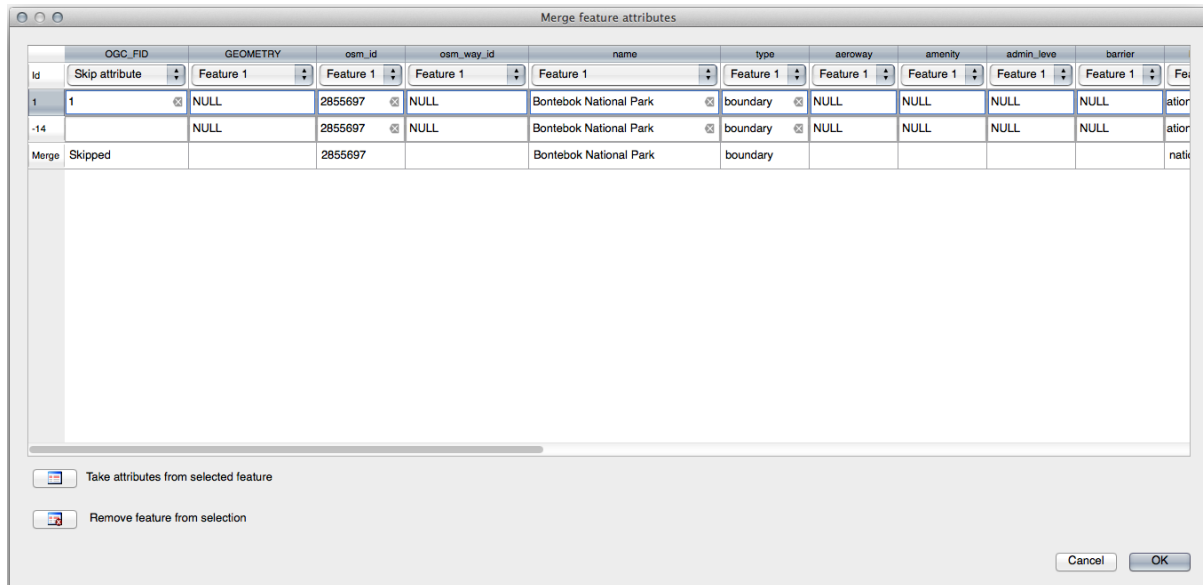 Merge feature attributes
OGC_FID GEOMETRY osm_id osm_way_id name type aeroway amenity admin_leve barrier
Id Skip attribute Feature 1 Feature 1 Feature 1 Feature 1 Feature 1 Feature 1 Feature 1 Feature 1 Feature 1 Fea
1 1 NULL 2855697 NULL Bontebok National Park boundary NULL NULL NULL NULL ation
-14 NULL 2855697 NULL Bontebok National Park boundary NULL NULL NULL NULL ation
Merge Skipped 2855697 Bontebok National Park boundary natio
Take attributes from selected feature
Remove feature from selection
Cancel OK